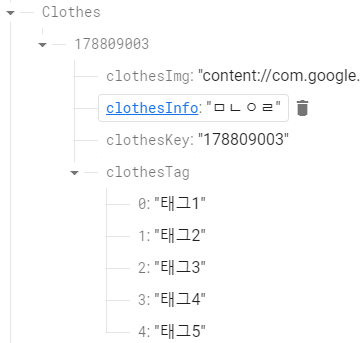 Clothes
178809003
clothesImg: "content://com.google.
clothesInfo: "ㅁㄴㅇㄹ"
clothesKey: "178809003"
clothesTag
0: "태그1"
1: "태그2"
2: "태그3"
3: "태그4"
4: "태그5"